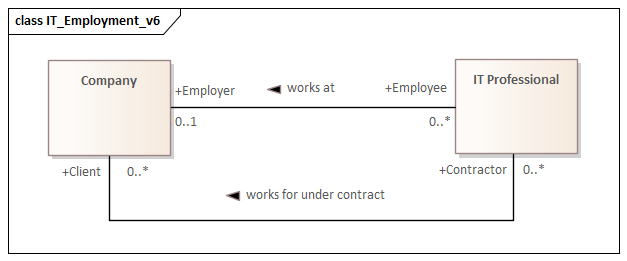 class IT_Employment_v6
Company
IT Professional
+Employer
◄ works at
+Employee
0..1
0..*
+Client
0..*
+Contractor
0..*
◄ works for under contract